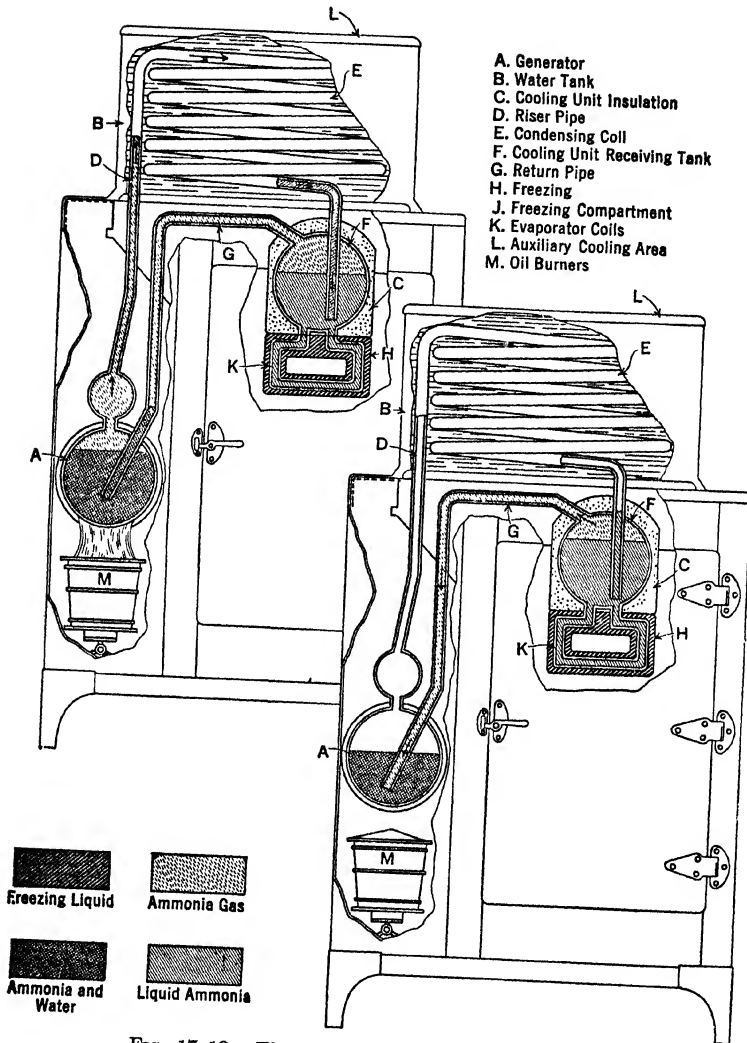 L
E
B
D
F
G
C
K
H
A
M
A. Generator
B. Water Tank
C. Cooling Unit Insulation
D. Riser Pipe
E. Condensing Coil
F. Cooling Unit Receiving Tank
G. Return Pipe
H. Freezing
J. Freezing Compartment
K. Evaporator Coils
L. Auxiliary Cooling Area
M. Oil Burners
L
E
B
D
F
G
C
K
H
A
M
Freezing Liquid
Ammonia Gas
Ammonia and
Water
Liquid Ammonia